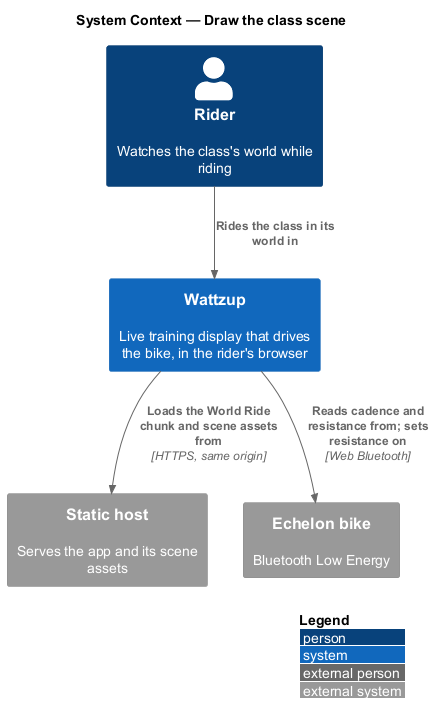 System Context — Draw the class scene
Rider
Watches the class's world while
riding
Rides the class in its
world in
Wattzup
Live training display that drives
the bike, in the rider's browser
Loads the World Ride
chunk and scene assets
from
[HTTPS, same origin]
Reads cadence and
resistance from; sets
resistance on
[Web Bluetooth]
Static host
Serves the app and its scene
assets
Echelon bike
Bluetooth Low Energy
Legend
person
system
external person
external system